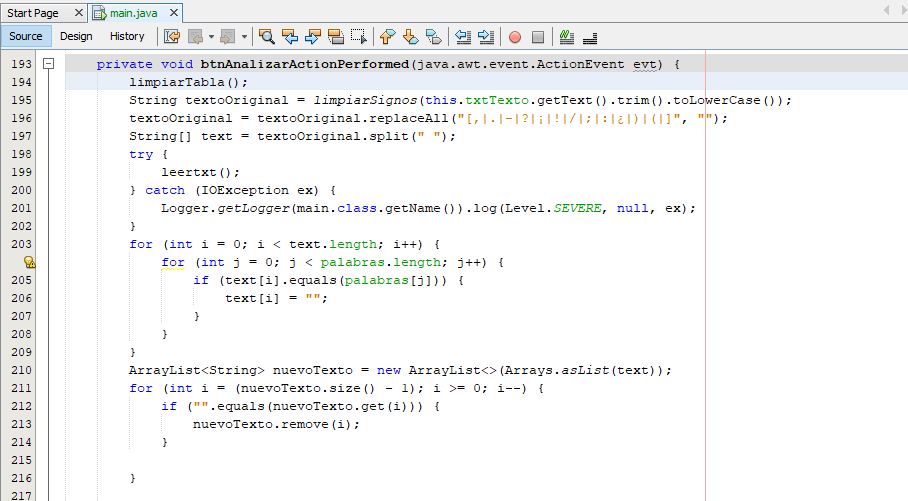 Start Page
main.java
Source Design History
193 private void btnAnalizarActionPerformed(java.awt.event.ActionEvent evt) {
194 limpiarTabla();
195 String textoOriginal = limpiarSignos(this.txtTexto.getText().trim().toLowerCase());
196 textoOriginal = textoOriginal.replaceAll("[,|.|-|?|¡|!|/|;|:|¿|)|(|]", "");
197 String[] text = textoOriginal.split(" ");
198 try {
199 leertxt();
200 } catch (IOException ex) {
201 Logger.getLogger(main.class.getName()).log(Level.SEVERE, null, ex);
202 }
203 for (int i = 0; i < text.length; i++) {
for (int j = 0; j < palabras.length; j++) {
205 if (text[i].equals(palabras[j])) {
206 text[i] = "";
207 }
208 }
209 }
210 ArrayList<String> nuevoTexto = new ArrayList<>(Arrays.asList(text));
211 for (int i = (nuevoTexto.size() - 1); i >= 0; i--) {
212 if ("".equals(nuevoTexto.get(i))) {
213 nuevoTexto.remove(i);
214 }
215
216 }
217